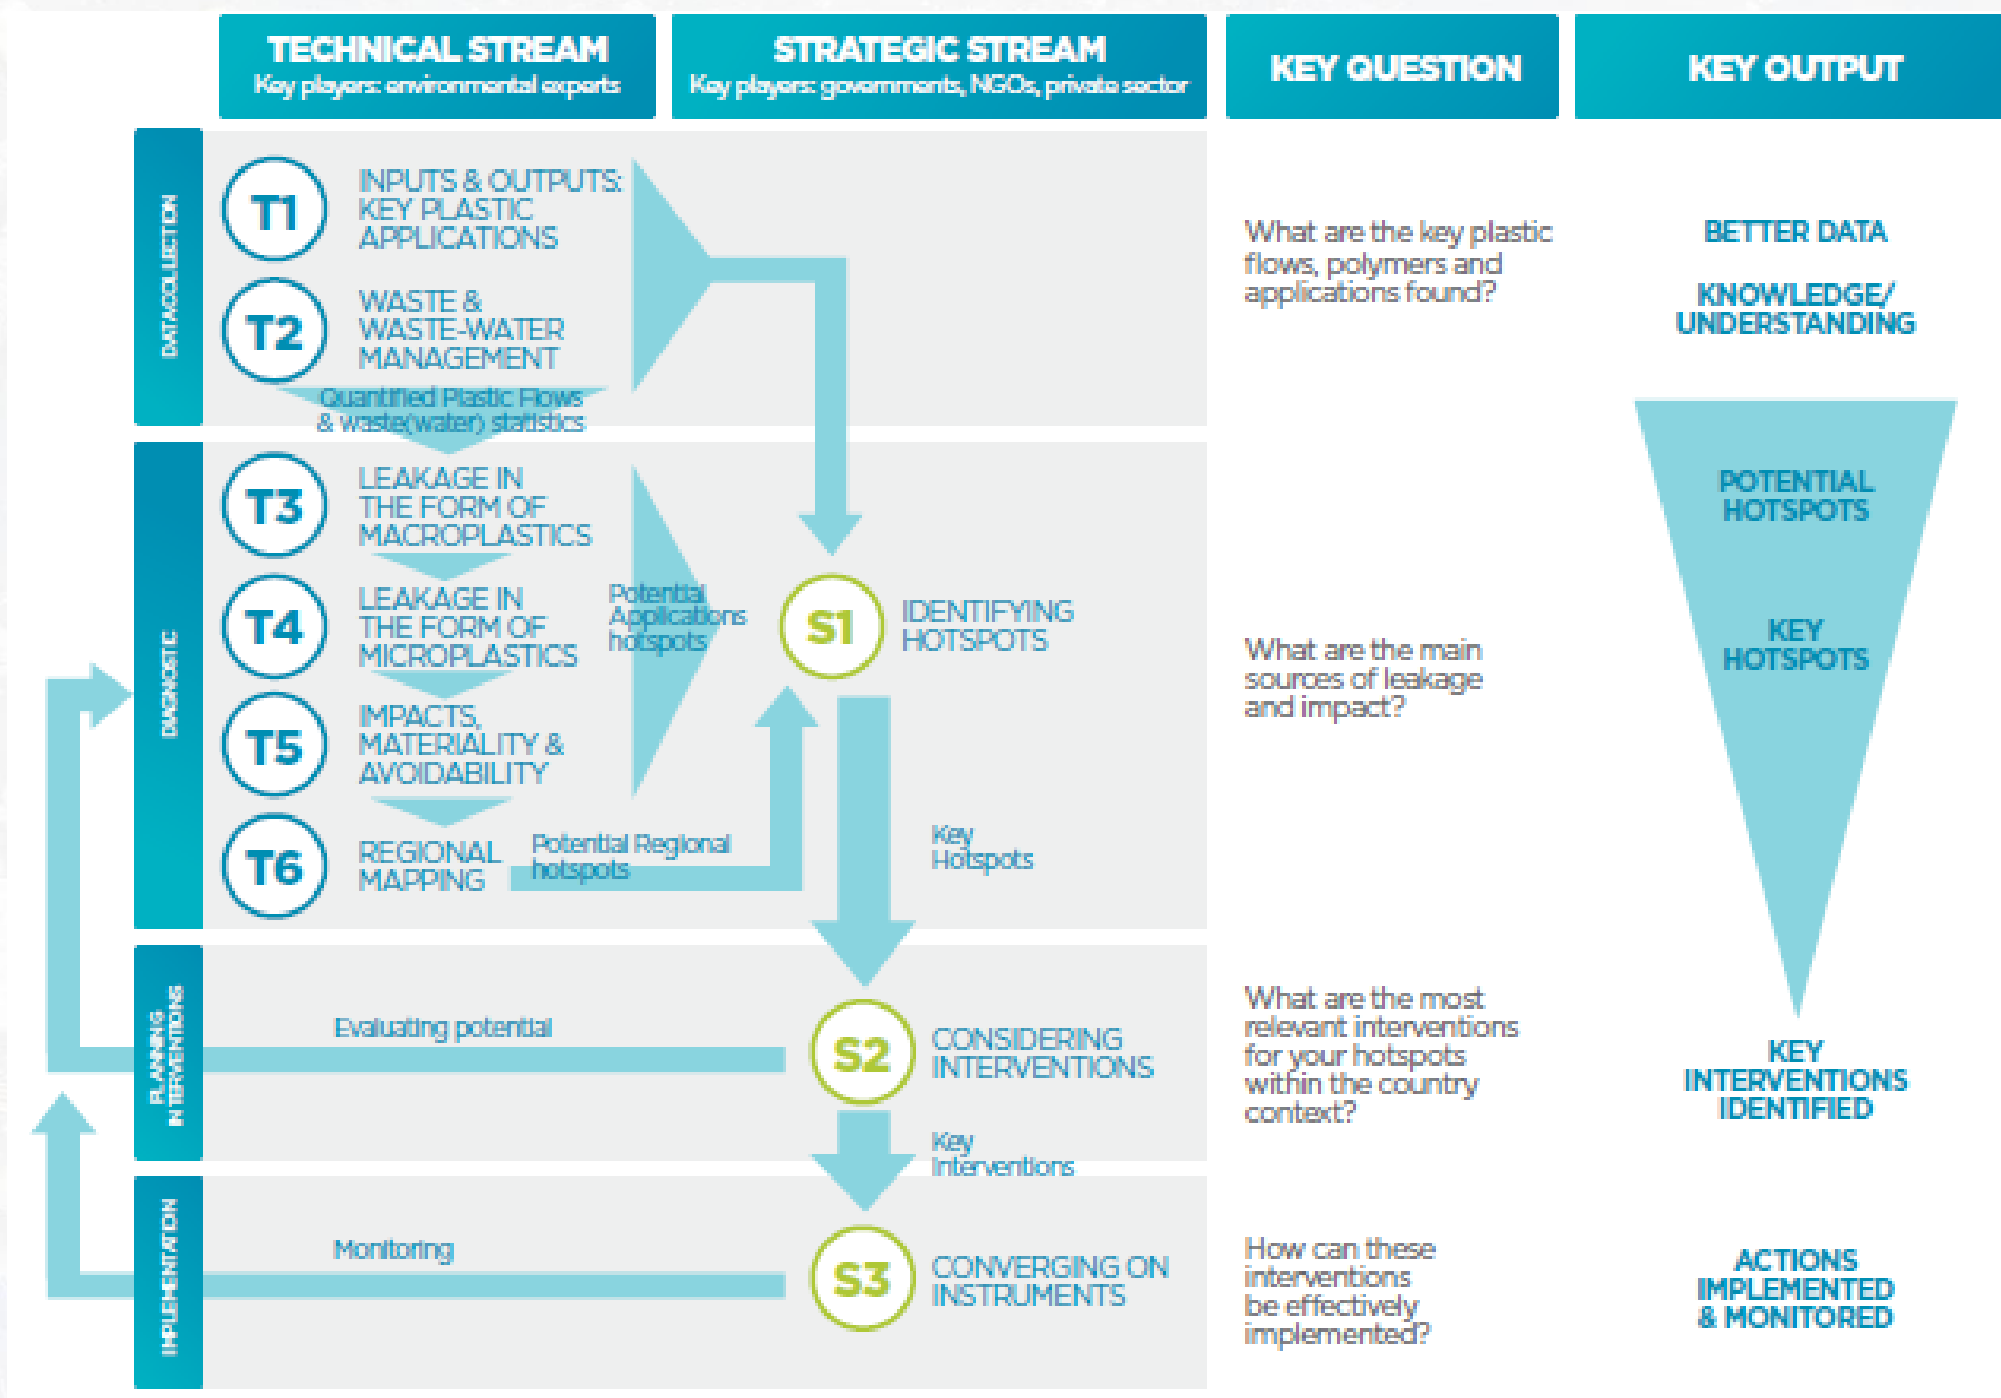 TECHNICAL STREAM
Key players: environmental experts
STRATEGIC STREAM
Key players: governments, NGOs, private sector
KEY QUESTION
KEY OUTPUT
DATA COLLECTION
T1
INPUTS & OUTPUTS:
KEY PLASTIC
APPLICATIONS
T2
WASTE &
WASTE-WATER
MANAGEMENT
Quantified Plastic Flows
& waste(water) statistics
What are the key plastic
flows, polymers and
applications found?
BETTER DATA
KNOWLEDGE/
UNDERSTANDING
DIAGNOSTIC
T3
LEAKAGE IN
THE FORM OF
MACROPLASTICS
T4
LEAKAGE IN
THE FORM OF
MICROPLASTICS
T5
IMPACTS,
MATERIALITY &
AVOIDABILITY
T6
REGIONAL
MAPPING
Potential
Applications
hotspots
Potential Regional
hotspots
S1
IDENTIFYING
HOTSPOTS
Key
Hotspots
What are the main
sources of leakage
and impact?
POTENTIAL
HOTSPOTS
KEY
HOTSPOTS
PLANNING
INTERVENTIONS
Evaluating potential
S2
CONSIDERING
INTERVENTIONS
Key
Interventions
What are the most
relevant interventions
for your hotspots
within the country
context?
KEY
INTERVENTIONS
IDENTIFIED
IMPLEMENTATION
Monitoring
S3
CONVERGING ON
INSTRUMENTS
How can these
interventions
be effectively
implemented?
ACTIONS
IMPLEMENTED
& MONITORED